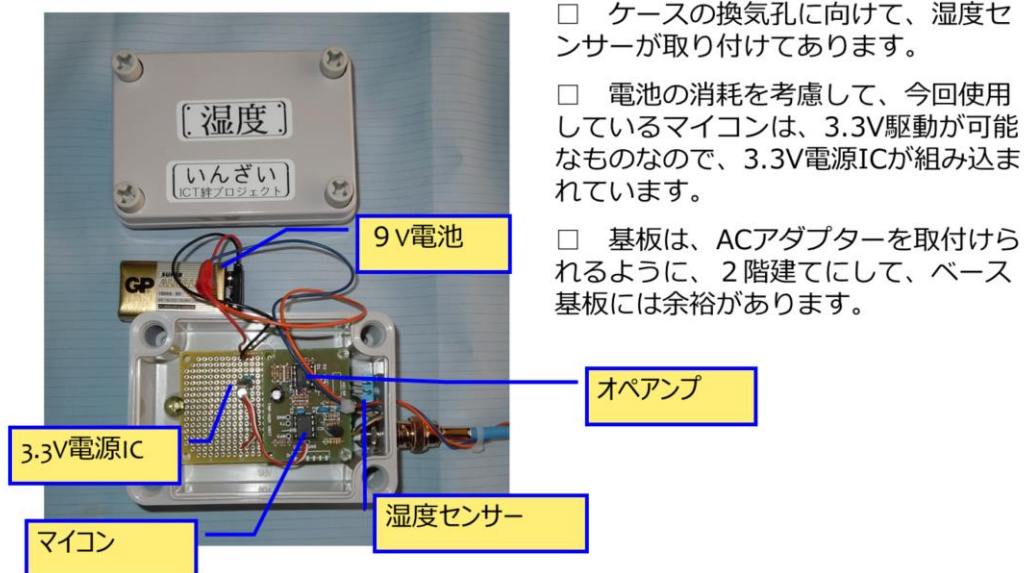 □　ケースの換気孔に向けて、湿度セ
ンサーが取り付けてあります。
□　電池の消耗を考慮して、今回使用
しているマイコンは、3.3V駆動が可能
なものなので、3.3V電源ICが組み込ま
れています。
□　基板は、ACアダプターを取付けら
れるように、２階建てにして、ベース
基板には余裕があります。
湿度
いんざい
ICT絆プロジェクト
９V電池
GP
SUPER
オペアンプ
3.3V電源IC
湿度センサー
マイコン